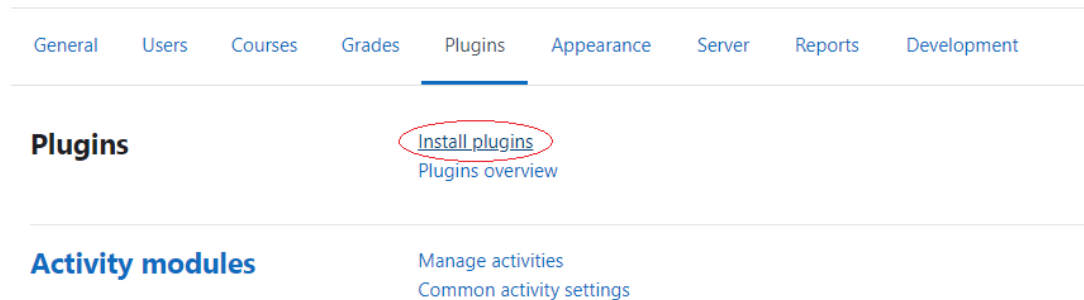 General Users Courses Grades Plugins Appearance Server Reports Development
Plugins
Install plugins
Plugins overview
Activity modules
Manage activities
Common activity settings